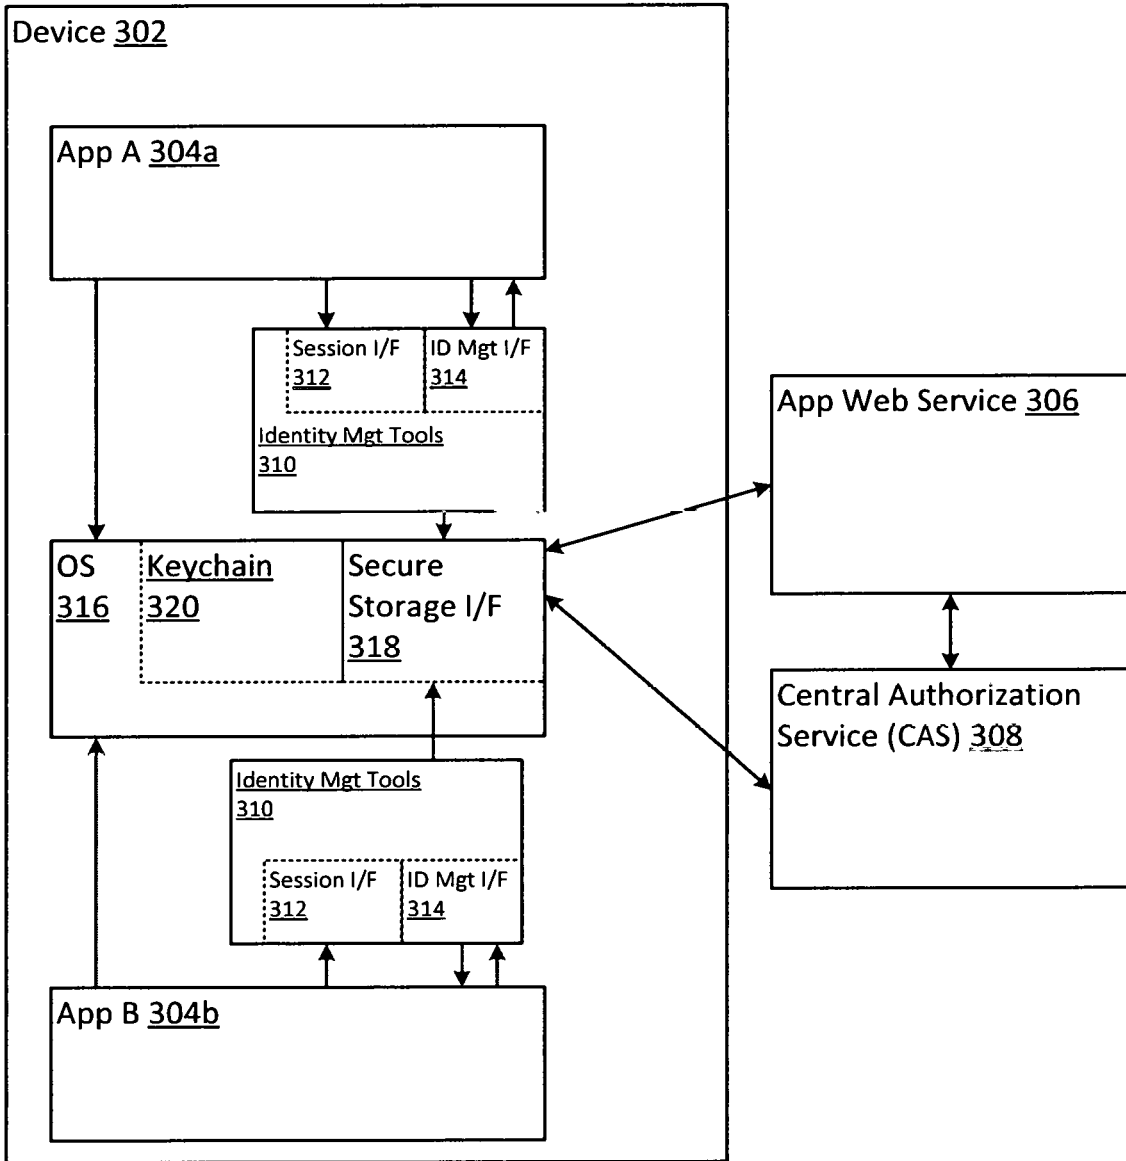 Device 302
App A 304a
Session I/F
312
ID Mgt I/F
314
Identity Mgt Tools
310
App Web Service 306
OS
316
Keychain
320
Secure
Storage I/F
318
Central Authorization
Service (CAS) 308
Identity Mgt Tools
310
Session I/F
312
ID Mgt I/F
314
App B 304b